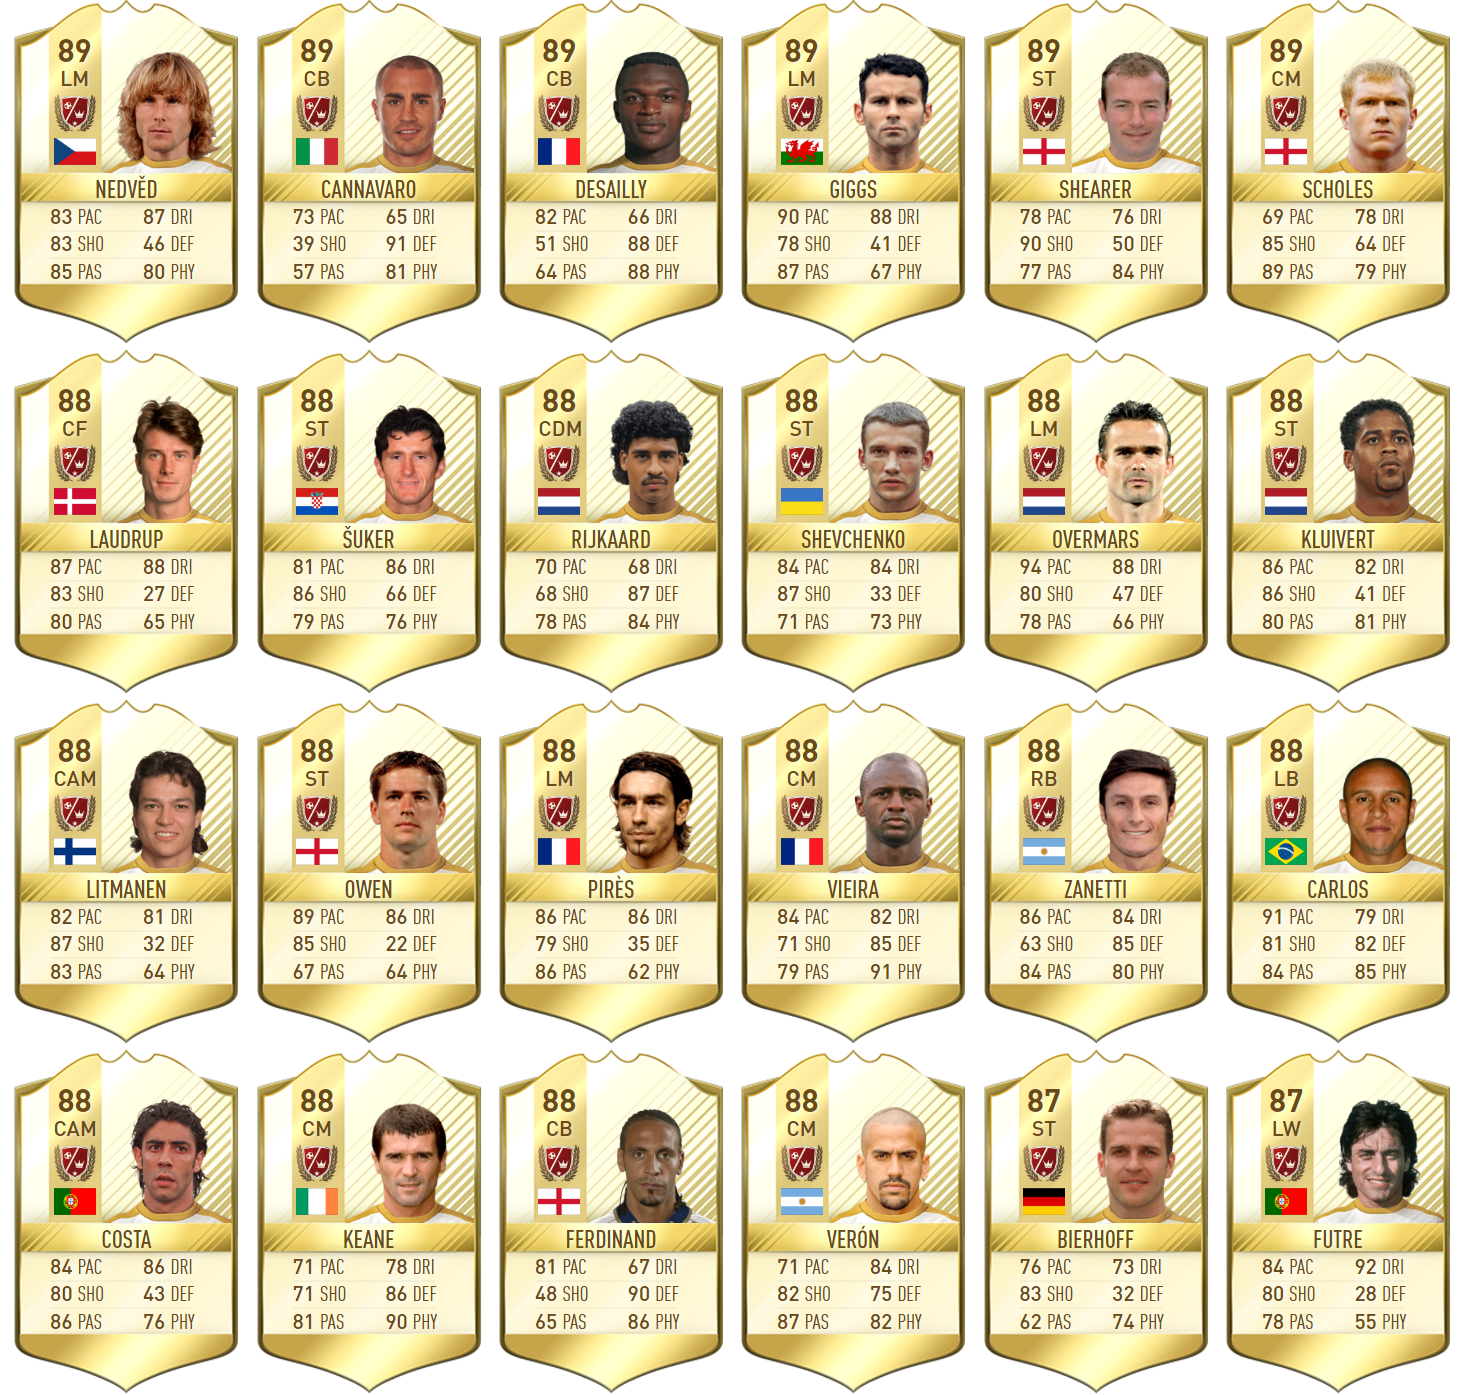 89 89 89 89 89 89
LM CB CB LM ST CM
NEDVĚD CANNAVARO DESAILLY GIGGS SHEARER SCHOLES
83 PAC 87 DRI 73 PAC 65 DRI 82 PAC 66 DRI 90 PAC 88 DRI 78 PAC 76 DRI 69 PAC 78 DRI
83 SHO 46 DEF 39 SHO 91 DEF 51 SHO 88 DEF 78 SHO 41 DEF 90 SHO 50 DEF 85 SHO 64 DEF
85 PAS 80 PHY 57 PAS 81 PHY 64 PAS 88 PHY 87 PAS 67 PHY 77 PAS 84 PHY 89 PAS 79 PHY
88 88 88 88 88 88
CF ST CDM ST LM ST
LAUDRUP ŠUKER RIJKAARD SHEVCHENKO OVERMARS KLUIVERT
87 PAC 88 DRI 81 PAC 86 DRI 70 PAC 68 DRI 84 PAC 84 DRI 94 PAC 88 DRI 86 PAC 82 DRI
83 SHO 27 DEF 86 SHO 66 DEF 68 SHO 87 DEF 87 SHO 33 DEF 80 SHO 47 DEF 86 SHO 41 DEF
80 PAS 65 PHY 79 PAS 76 PHY 78 PAS 84 PHY 71 PAS 73 PHY 78 PAS 66 PHY 80 PAS 81 PHY
88 88 88 88 88 88
CAM ST LM CM RB LB
LITMANEN OWEN PIRÈS VIEIRA ZANETTI CARLOS
82 PAC 81 DRI 89 PAC 86 DRI 86 PAC 86 DRI 84 PAC 82 DRI 86 PAC 84 DRI 91 PAC 79 DRI
87 SHO 32 DEF 85 SHO 22 DEF 79 SHO 35 DEF 71 SHO 85 DEF 63 SHO 85 DEF 81 SHO 82 DEF
83 PAS 64 PHY 67 PAS 64 PHY 86 PAS 62 PHY 79 PAS 91 PHY 84 PAS 80 PHY 84 PAS 85 PHY
88 88 88 88 87 87
CAM CM CB CM ST LW
COSTA KEANE FERDINAND VERÓN BIERHOFF FUTRE
84 PAC 86 DRI 71 PAC 78 DRI 81 PAC 67 DRI 71 PAC 84 DRI 76 PAC 73 DRI 84 PAC 92 DRI
80 SHO 43 DEF 71 SHO 86 DEF 48 SHO 90 DEF 82 SHO 75 DEF 83 SHO 32 DEF 80 SHO 28 DEF
86 PAS 76 PHY 81 PAS 90 PHY 65 PAS 86 PHY 87 PAS 82 PHY 62 PAS 74 PHY 78 PAS 55 PHY